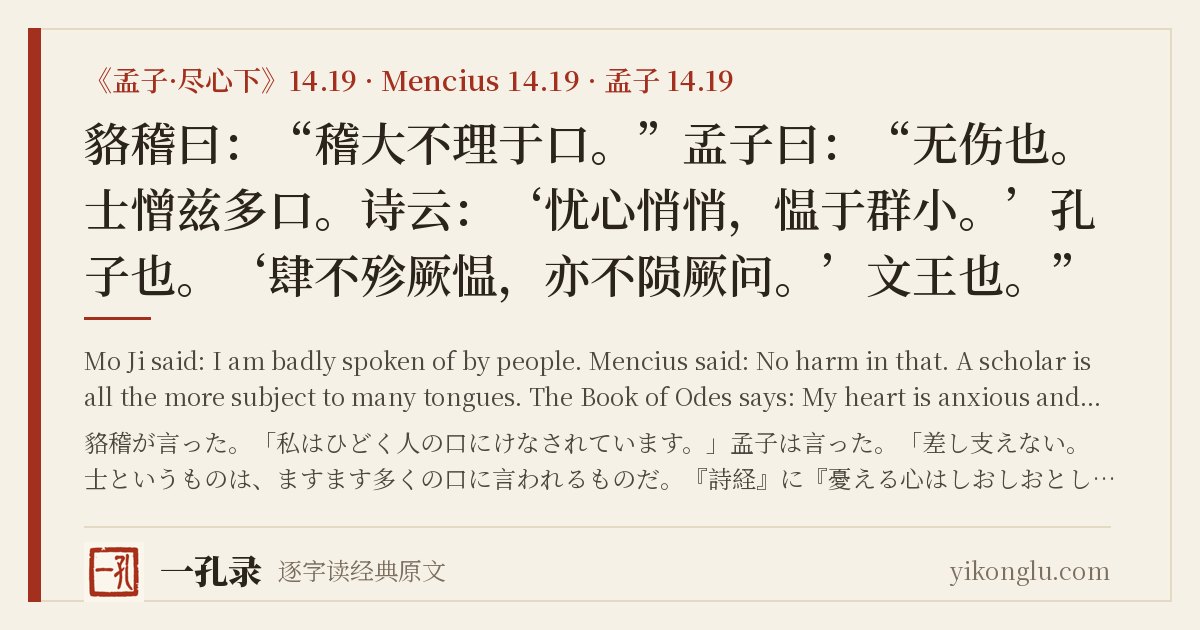 《孟子·尽心下》14.19 · Mencius 14.19 · 孟子 14.19
貉稽曰：“稽大不理于口。”孟子曰：“无伤也。
士憎兹多口。诗云：‘忧心悄悄，愠于群小。’孔
子也。‘肆不殄厥愠，亦不陨厥问。’文王也。”
Mo Ji said: I am badly spoken of by people. Mencius said: No harm in that. A scholar is
all the more subject to many tongues. The Book of Odes says: My heart is anxious and...
貉稽が言った。「私はひどく人の口にけなされています。」孟子は言った。「差し支えない。
士というものは、ますます多くの口に言われるものだ。『詩経』に『憂える心はしおしおとし…
一孔
一孔录 逐字读经典原文 yikonglu.com